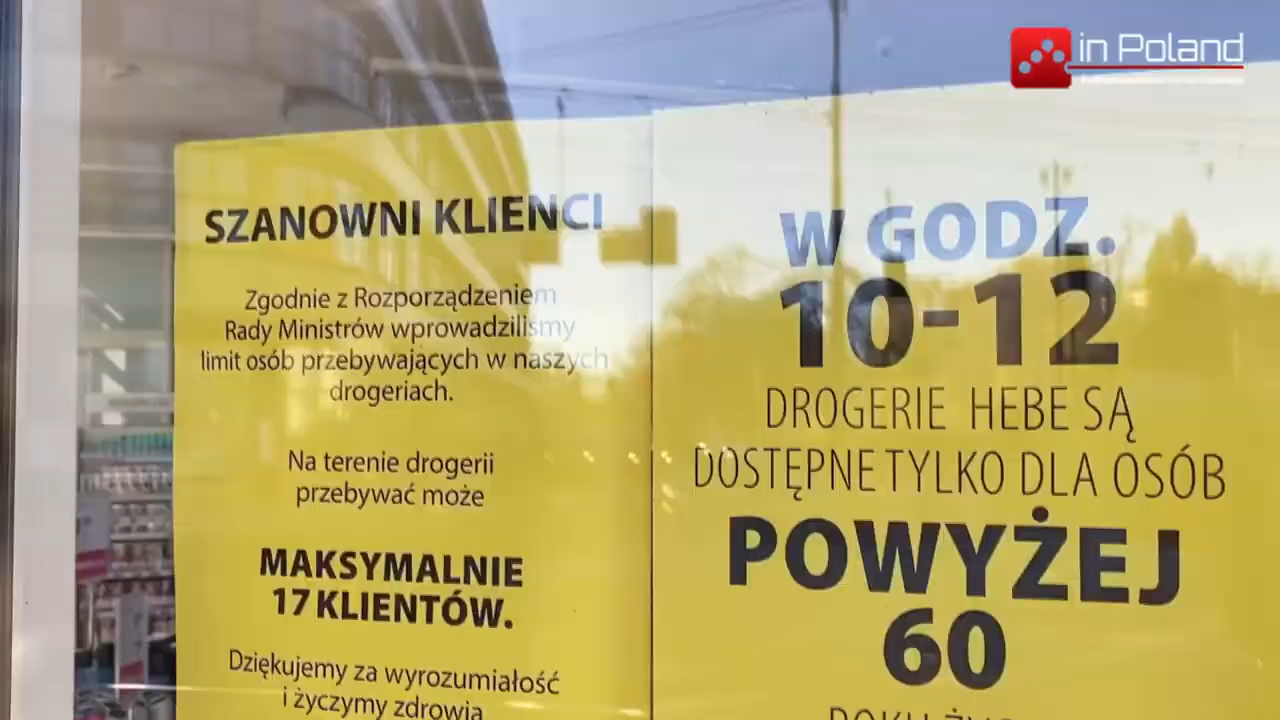 in Poland
SZANOWNI KLIENCI
Zgodnie z Rozporządzeniem
Rady Ministrów wprowadziliśmy
limit osób przebywających w naszych
drogeriach.
Na terenie drogerii
przebywać może
MAKSYMALNIE
17 KLIENTÓW.
Dziękujemy za wyrozumiałość
i życzymy zdrowia
W GODZ.
10-12
DROGERIE HEBE SĄ
DOSTĘPNE TYLKO DLA OSÓB
POWYŻEJ
60
ROKU